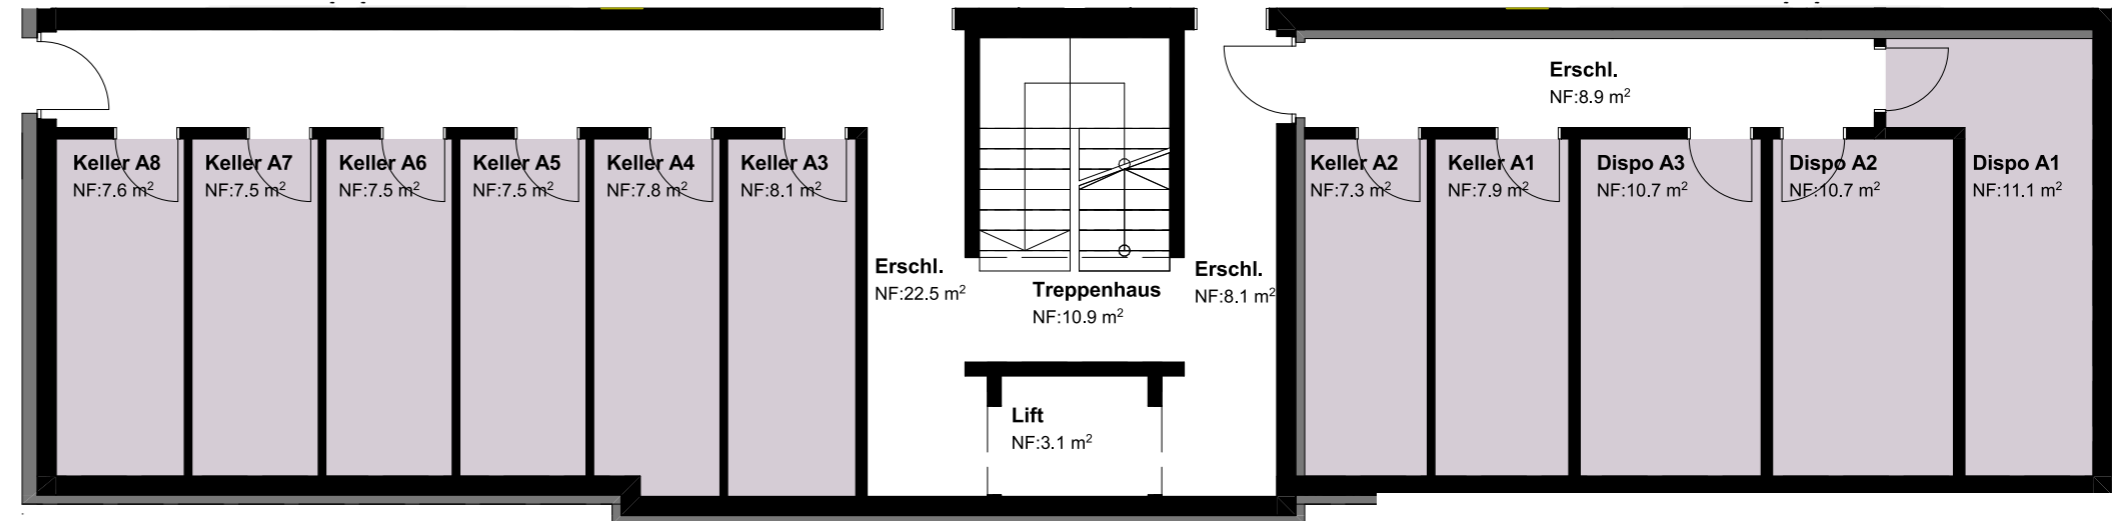 Erschl.
NF:8.9 m²
Keller A8
NF:7.6 m²
Keller A7
NF:7.5 m²
Keller A6
NF:7.5 m²
Keller A5
NF:7.5 m²
Keller A4
NF:7.8 m²
Keller A3
NF:8.1 m²
Keller A2
NF:7.3 m²
Keller A1
NF:7.9 m²
Dispo A3
NF:10.7 m²
Dispo A2
NF:10.7 m²
Dispo A1
NF:11.1 m²
Erschl.
NF:22.5 m²
Treppenhaus
NF:10.9 m²
Erschl.
NF:8.1 m²
Lift
NF:3.1 m²